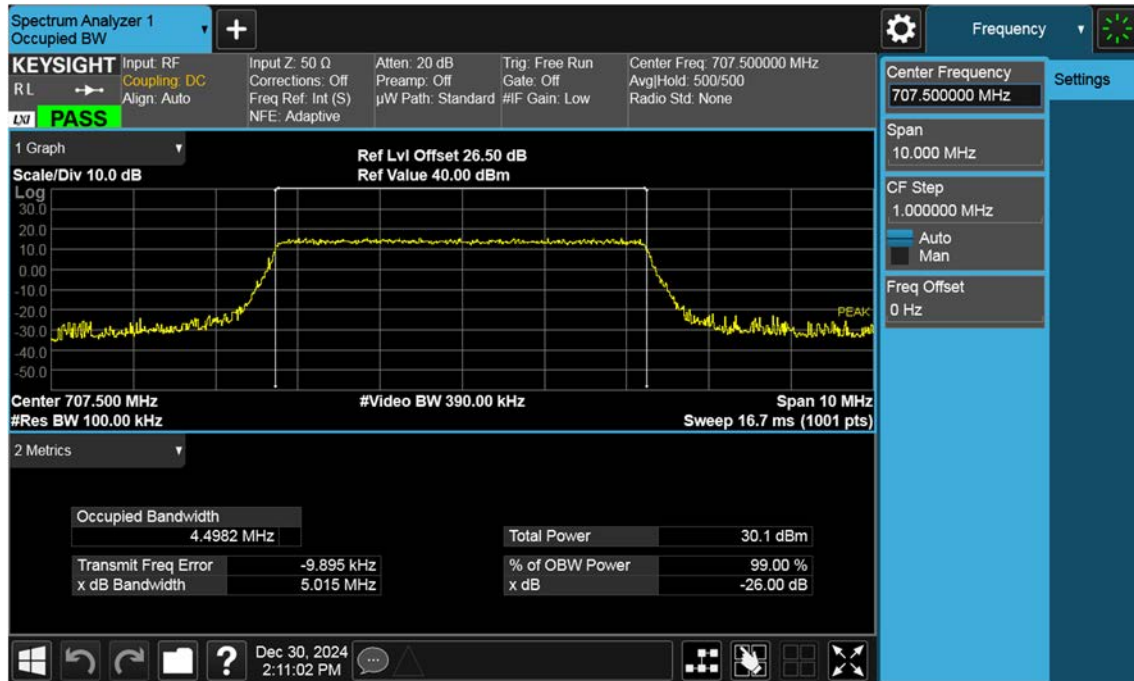 Spectrum Analyzer 1
Occupied BW
Frequency
KEYSIGHT
R L
LXI PASS
Input: RF
Coupling: DC
Align: Auto
Input Z: 50 Ω
Corrections: Off
Freq Ref: Int (S)
NFE: Adaptive
Atten: 20 dB
Preamp: Off
µW Path: Standard
Trig: Free Run
Gate: Off
#IF Gain: Low
Center Freq: 707.500000 MHz
Avg|Hold: 500/500
Radio Std: None
Center Frequency
707.500000 MHz
Settings
Span
10.000 MHz
CF Step
1.000000 MHz
Auto
Man
Freq Offset
0 Hz
1 Graph
Scale/Div 10.0 dB
Ref Lvl Offset 26.50 dB
Ref Value 40.00 dBm
Log
30.0
20.0
10.0
0.00
-10.0
-20.0
-30.0
-40.0
-50.0
PEAK
Center 707.500 MHz
#Video BW 390.00 kHz
Span 10 MHz
#Res BW 100.00 kHz
Sweep 16.7 ms (1001 pts)
2 Metrics
Occupied Bandwidth
4.4982 MHz
Total Power 30.1 dBm
Transmit Freq Error -9.895 kHz
% of OBW Power 99.00 %
x dB Bandwidth 5.015 MHz
x dB -26.00 dB
?
Dec 30, 2024
2:11:02 PM